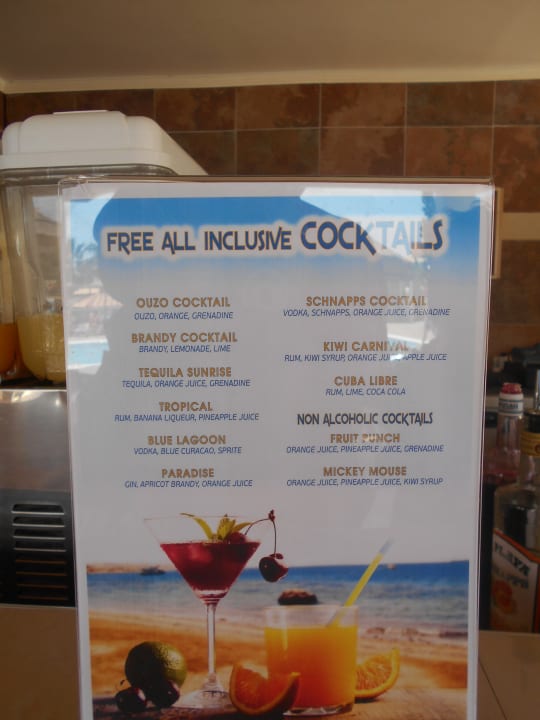 FREE ALL INCLUSIVE COCKTAILS
OUZO COCKTAIL
OUZO, ORANGE, GRENADINE
BRANDY COCKTAIL
BRANDY, LEMONADE, LIME
TEQUILA SUNRISE
TEQUILA, ORANGE JUICE, GRENADINE
TROPICAL
RUM, BANANA LIQUEUR, PINEAPPLE JUICE
BLUE LAGOON
VODKA, BLUE CURACAO, SPRITE
PARADISE
GIN, APRICOT BRANDY, ORANGE JUICE
SCHNAPPS COCKTAIL
VODKA, SCHNAPPS, ORANGE JUICE, GRENADINE
KIWI CARNIVAL
RUM, KIWI SYRUP, ORANGE JUICE, APPLE JUICE
CUBA LIBRE
RUM, LIME, COCA COLA
NON ALCOHOLIC COCKTAILS
FRUIT PUNCH
ORANGE JUICE, PINEAPPLE JUICE, GRENADINE
MICKEY MOUSE
ORANGE JUICE, PINEAPPLE JUICE, KIWI SYRUP